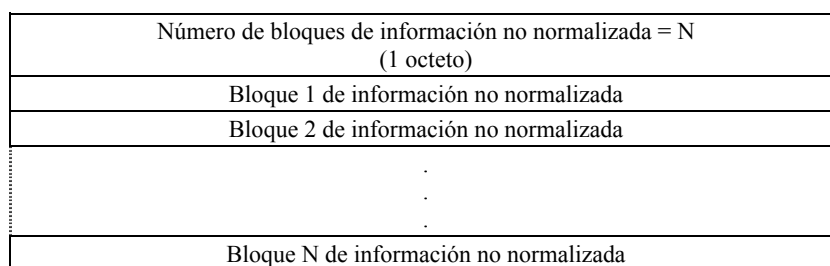 Número de bloques de información no normalizada = N
(1 octeto)
Bloque 1 de información no normalizada
Bloque 2 de información no normalizada
.
.
.
Bloque N de información no normalizada